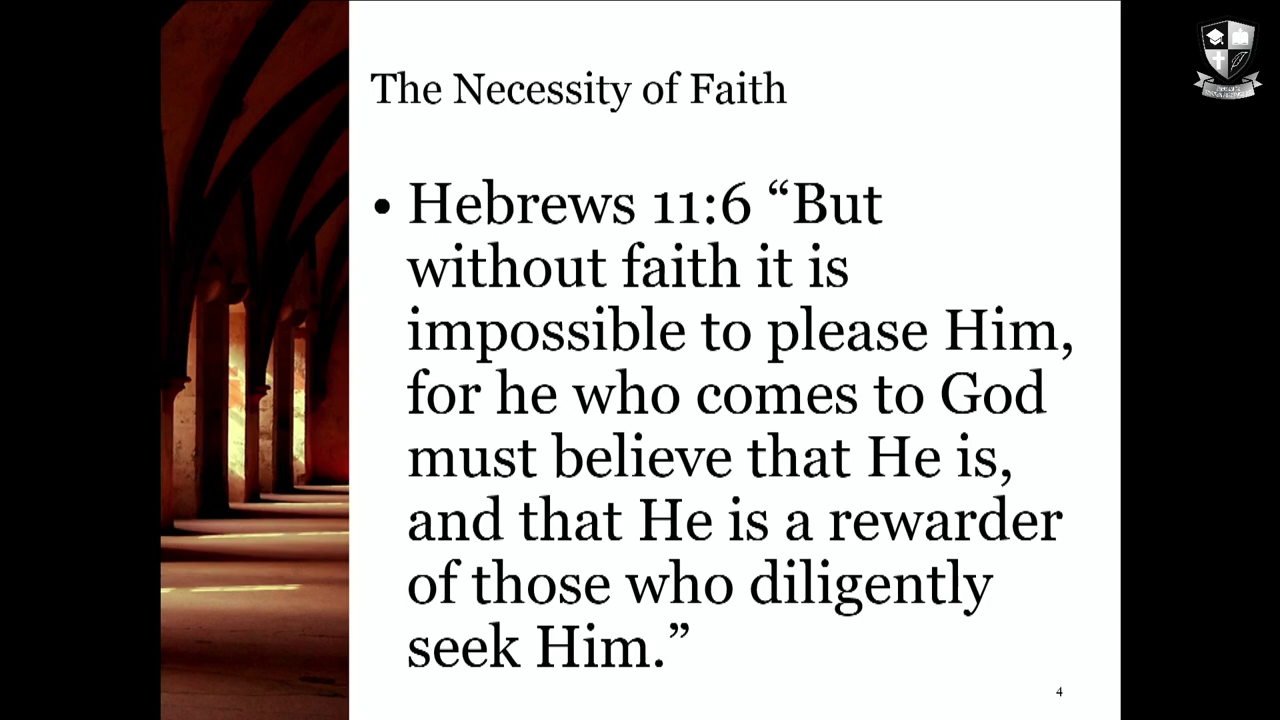 The Necessity of Faith
• Hebrews 11:6 “But
without faith it is
impossible to please Him,
for he who comes to God
must believe that He is,
and that He is a rewarder
of those who diligently
seek Him.”
4